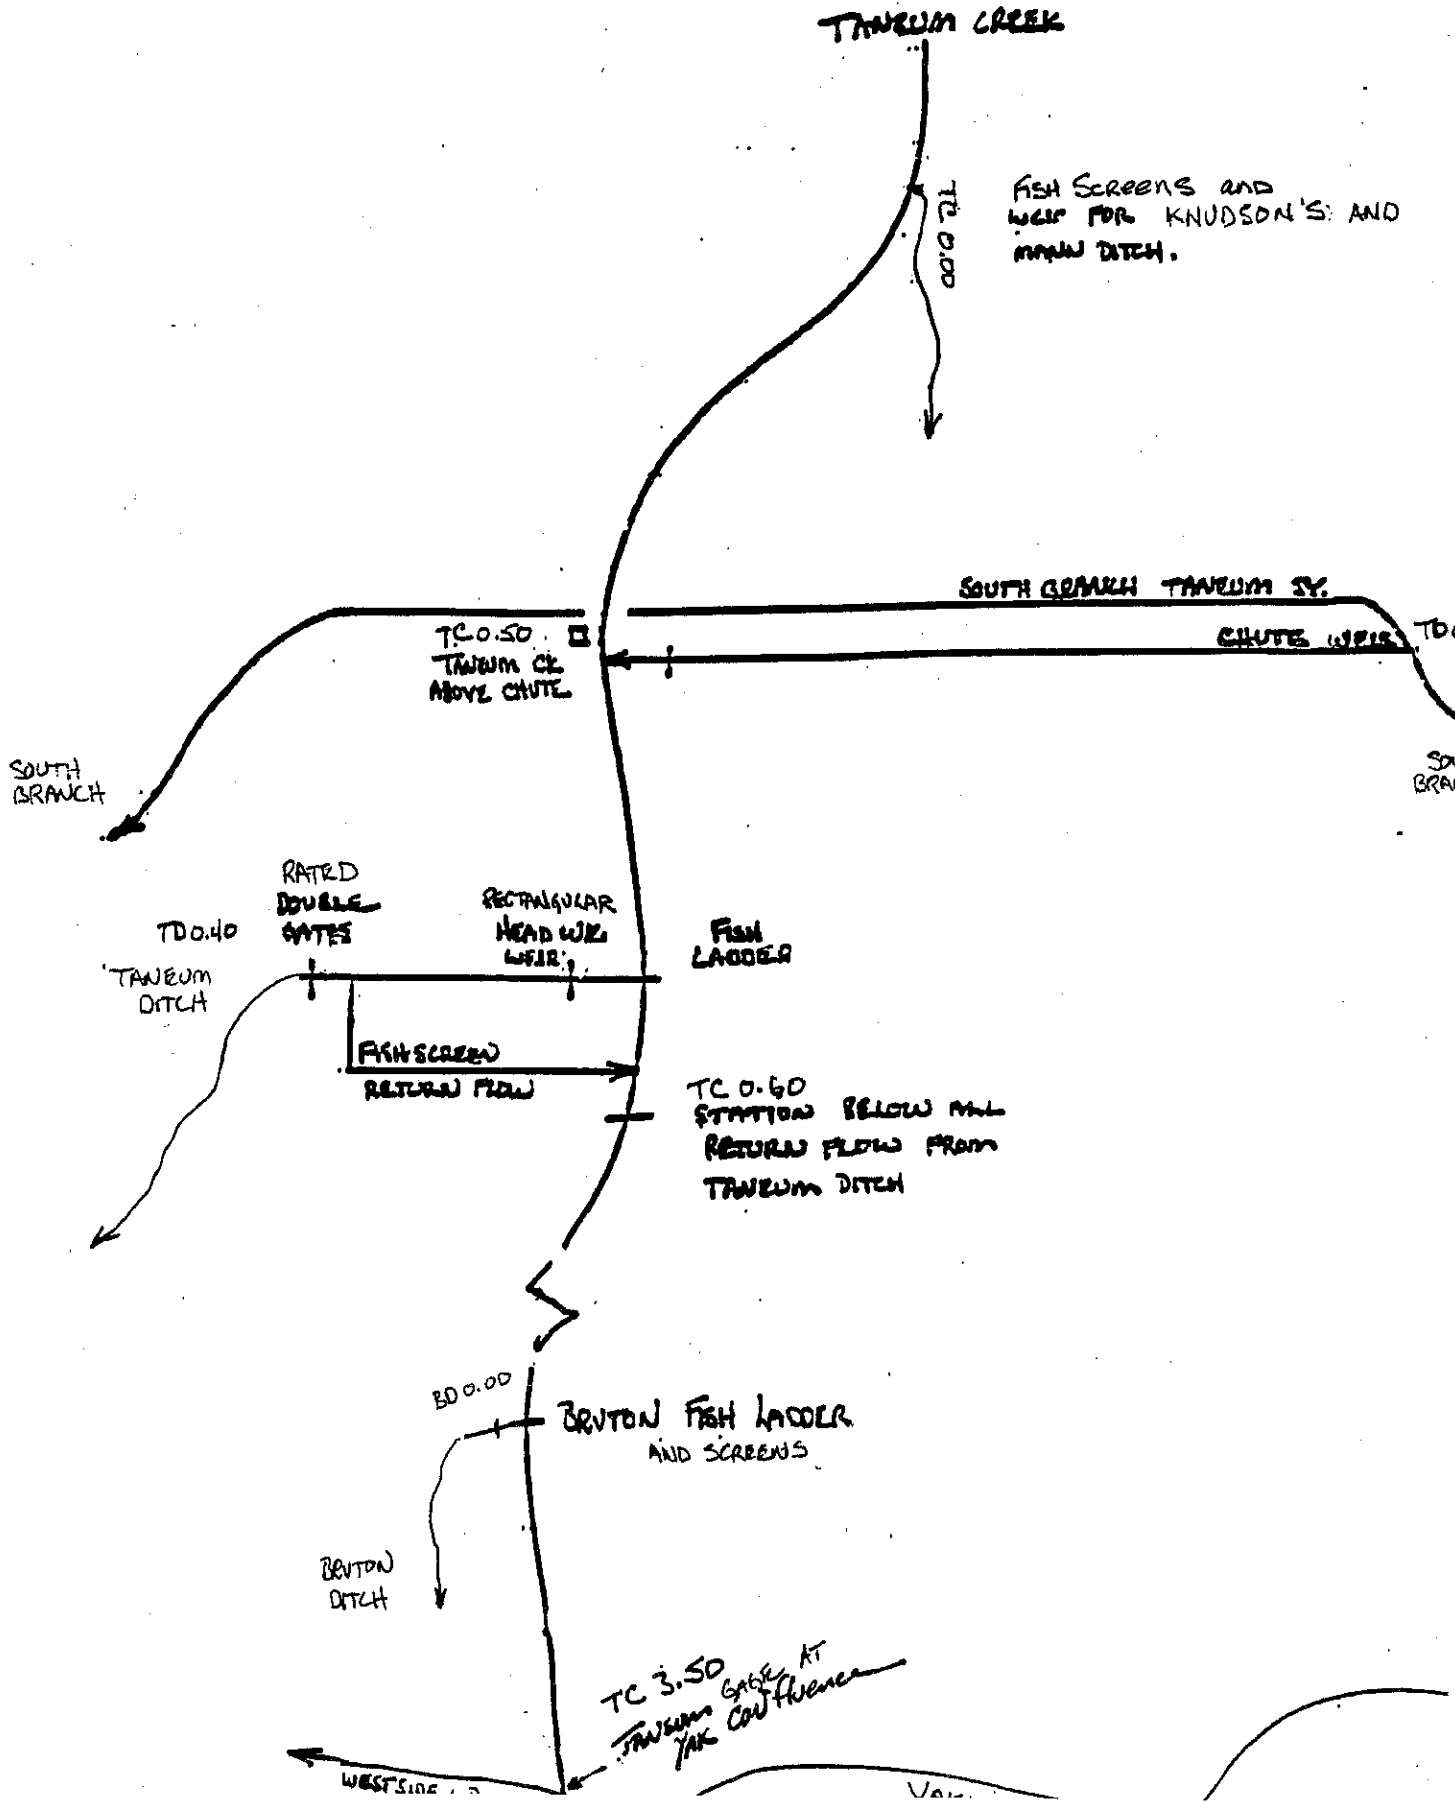 TANEUM CREEK
TC 0.00
FISH SCREENS AND
WEIR FOR KNUDSON'S AND
MANN DITCH.
SOUTH BRANCH TANEUM
CHUTE WEIR
TC 0.50
TANEUM CK
ABOVE CHUTE
SOUTH
BRANCH
RATED
DOUBLE
GATES
TD 0.40
TANEUM
DITCH
RECTANGULAR
HEAD
WEIR
FISH
LADDER
FISH SCREEN
RETURN FLOW
TC 0.60
STATION BELOW ALL
RETURN FLOW FROM
TANEUM DITCH
BD 0.00
BRUTON FISH LADDER
AND SCREENS
BRUTON
DITCH
TC 3.50
TANEUM GAGE AT
YAK Confluence
WESTSIDE